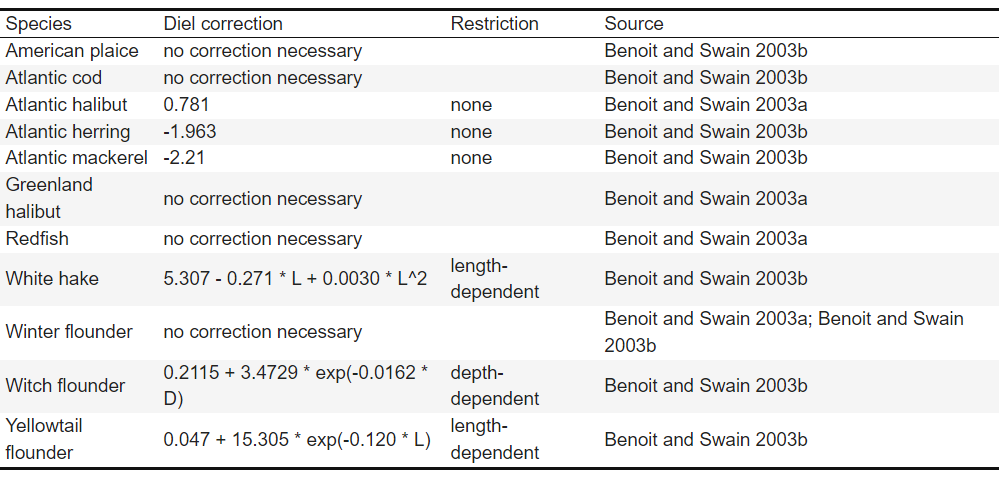 Species Diel correction Restriction Source
American plaice no correction necessary Benoit and Swain 2003b
Atlantic cod no correction necessary Benoit and Swain 2003b
Atlantic halibut 0.781 none Benoit and Swain 2003a
Atlantic herring -1.963 none Benoit and Swain 2003b
Atlantic mackerel -2.21 none Benoit and Swain 2003b
Greenland
halibut no correction necessary Benoit and Swain 2003a
Redfish no correction necessary Benoit and Swain 2003a
White hake 5.307 - 0.271 * L + 0.0030 * L^2 length-
dependent Benoit and Swain 2003b
Winter flounder no correction necessary Benoit and Swain 2003a; Benoit and Swain
2003b
Witch flounder 0.2115 + 3.4729 * exp(-0.0162 *
D) depth-
dependent Benoit and Swain 2003b
Yellowtail
flounder 0.047 + 15.305 * exp(-0.120 * L) length-
dependent Benoit and Swain 2003b